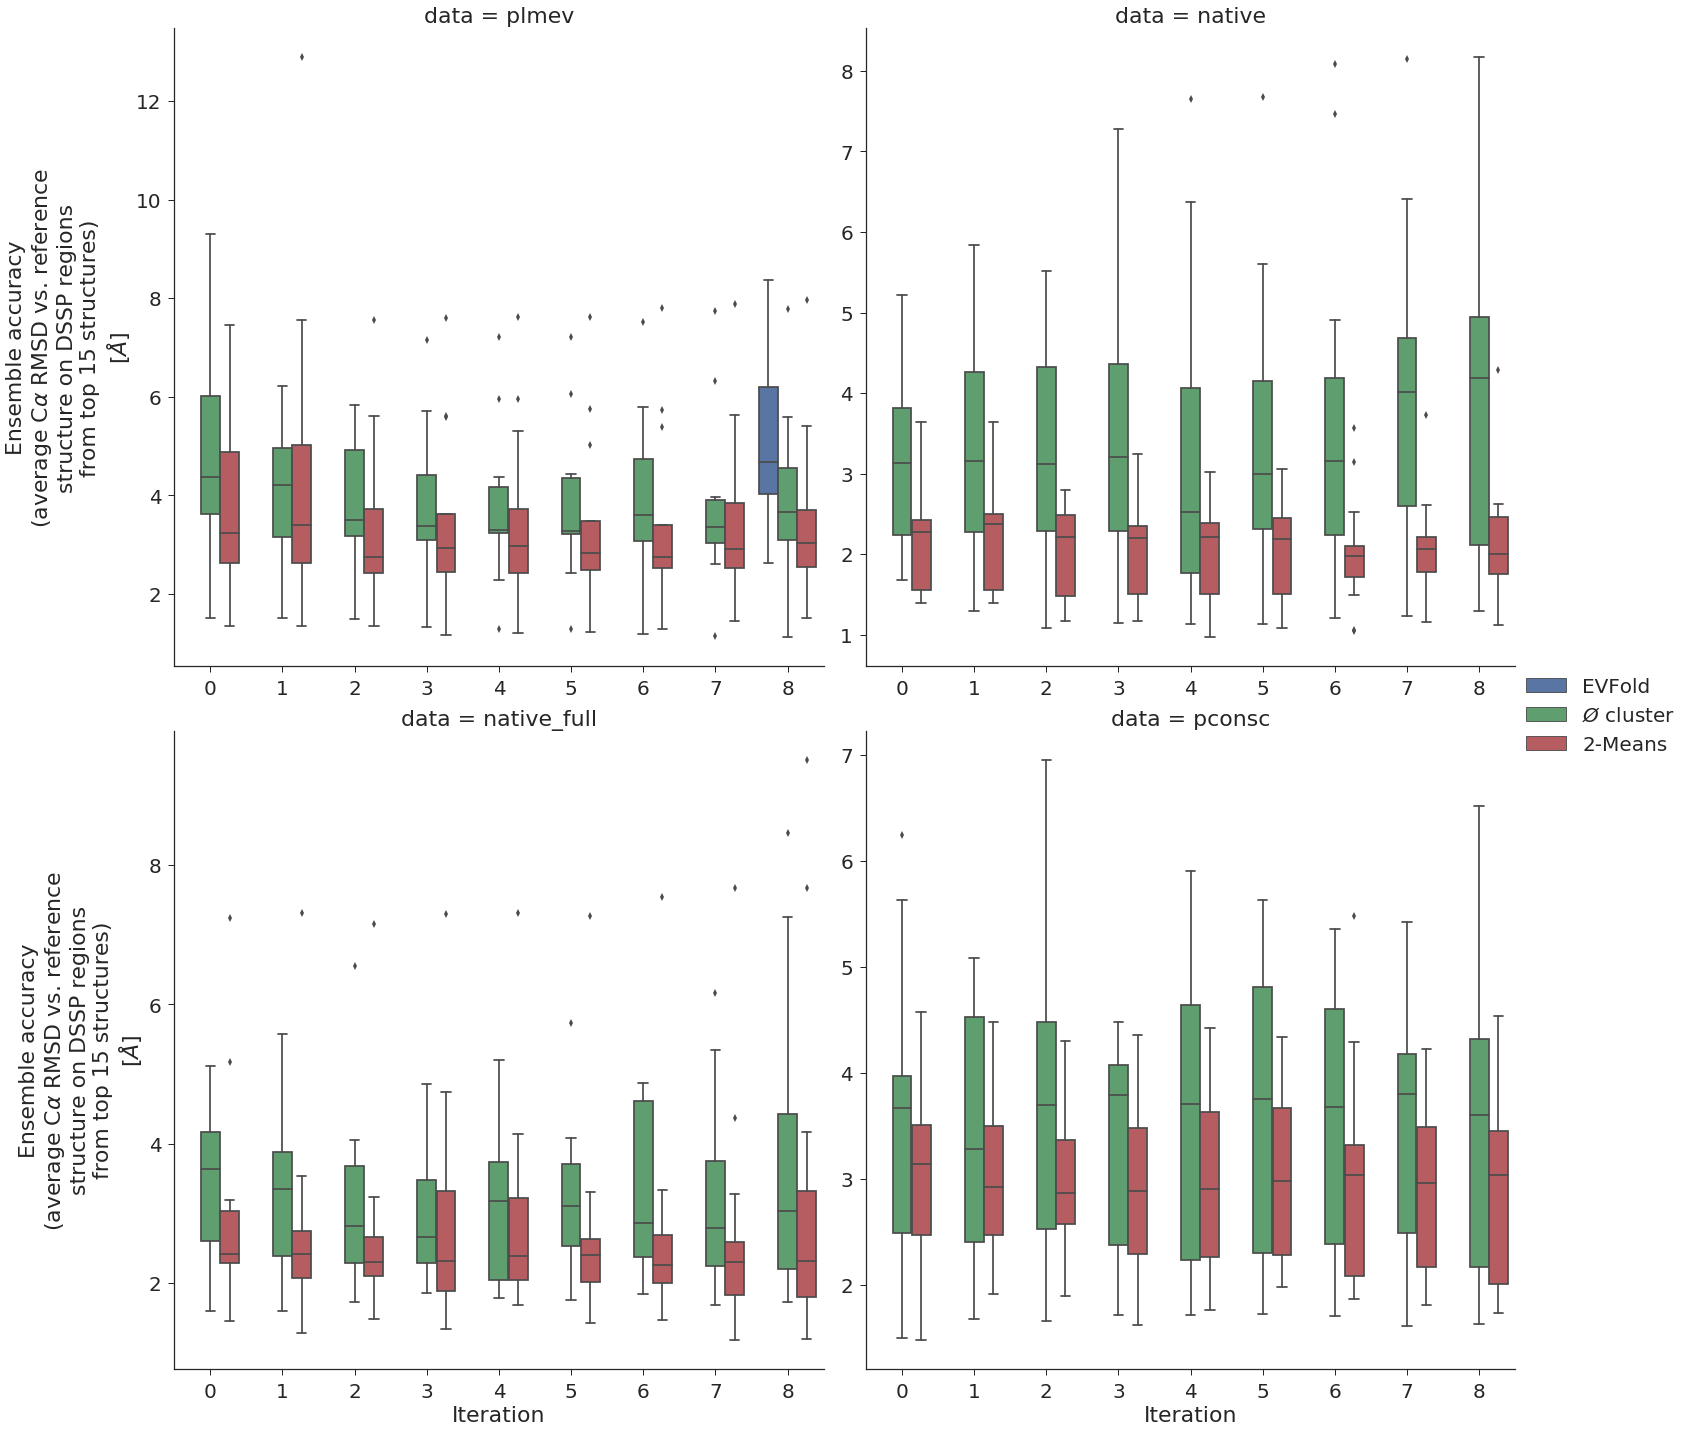 data = plmev
data = native
12
10
8
6
4
2
8
7
6
5
4
3
2
1
Ensemble accuracy
(average Cα RMSD vs. reference
structure on DSSP regions
from top 15 structures)
[Å]
0 1 2 3 4 5 6 7 8
0 1 2 3 4 5 6 7 8
EVFold
Ø cluster
2-Means
data = native_full
data = pconsc
8
6
4
2
7
6
5
4
3
2
Ensemble accuracy
(average Cα RMSD vs. reference
structure on DSSP regions
from top 15 structures)
[Å]
0 1 2 3 4 5 6 7 8
0 1 2 3 4 5 6 7 8
Iteration
Iteration